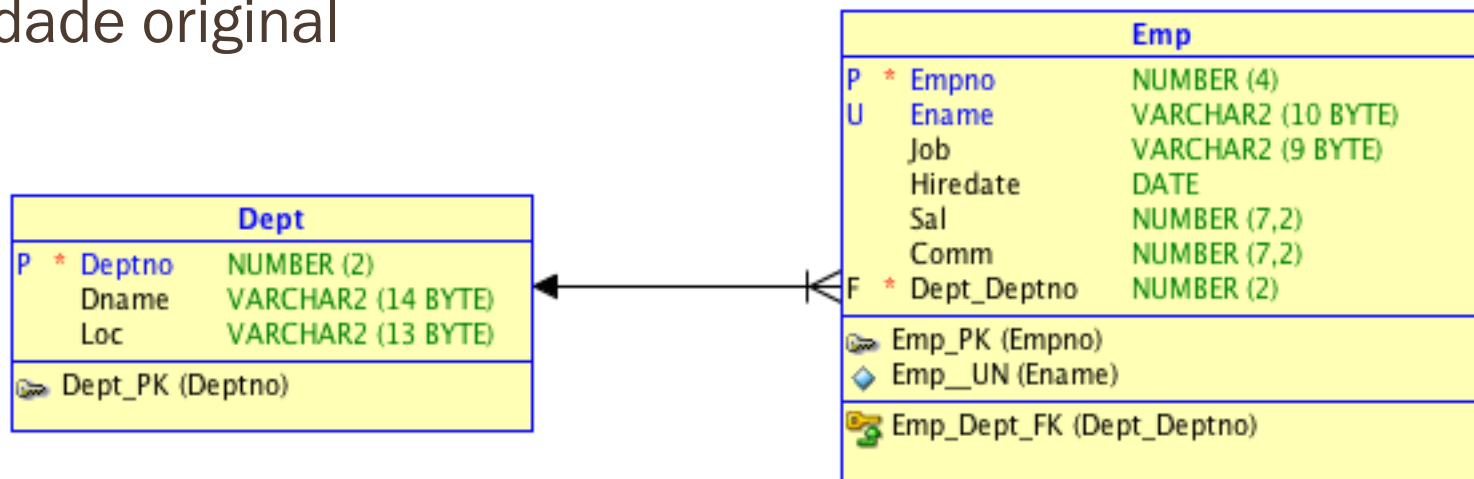 dade original
Dept
P * Deptno NUMBER (2)
Dname VARCHAR2 (14 BYTE)
Loc VARCHAR2 (13 BYTE)
Dept_PK (Deptno)
Emp
P * Empno NUMBER (4)
U Ename VARCHAR2 (10 BYTE)
Job VARCHAR2 (9 BYTE)
Hiredate DATE
Sal NUMBER (7,2)
Comm NUMBER (7,2)
F * Dept_Deptno NUMBER (2)
Emp_PK (Empno)
Emp__UN (Ename)
Emp_Dept_FK (Dept_Deptno)